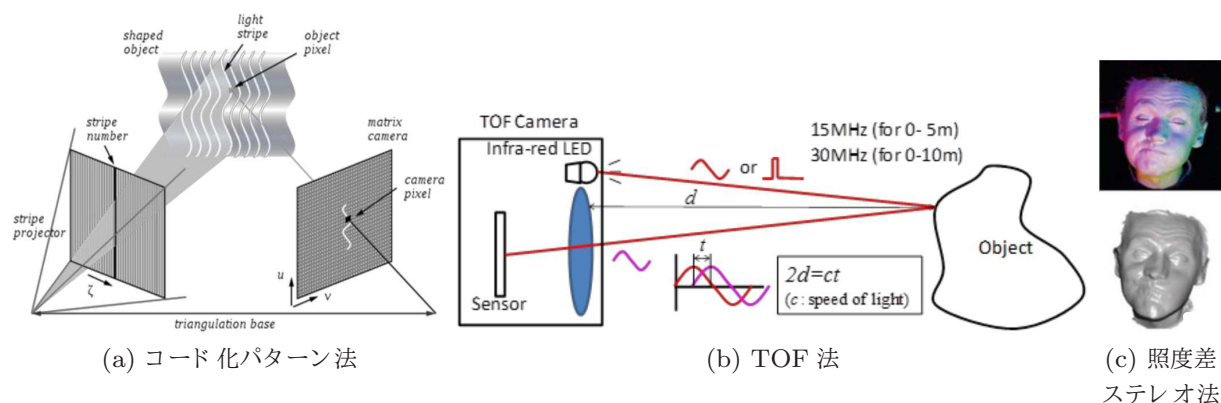 shaped
object
light
stripe
object
pixel
stripe
number
matrix
camera
camera
pixel
stripe
projector
ζ
u
v
triangulation base
(a) コード化パターン法
TOF Camera
Infra-red LED
or
15MHz (for 0- 5m)
30MHz (for 0-10m)
d
Object
Sensor
t
2d=ct
(c : speed of light)
(b) TOF 法
(c) 照度差
ステレオ法